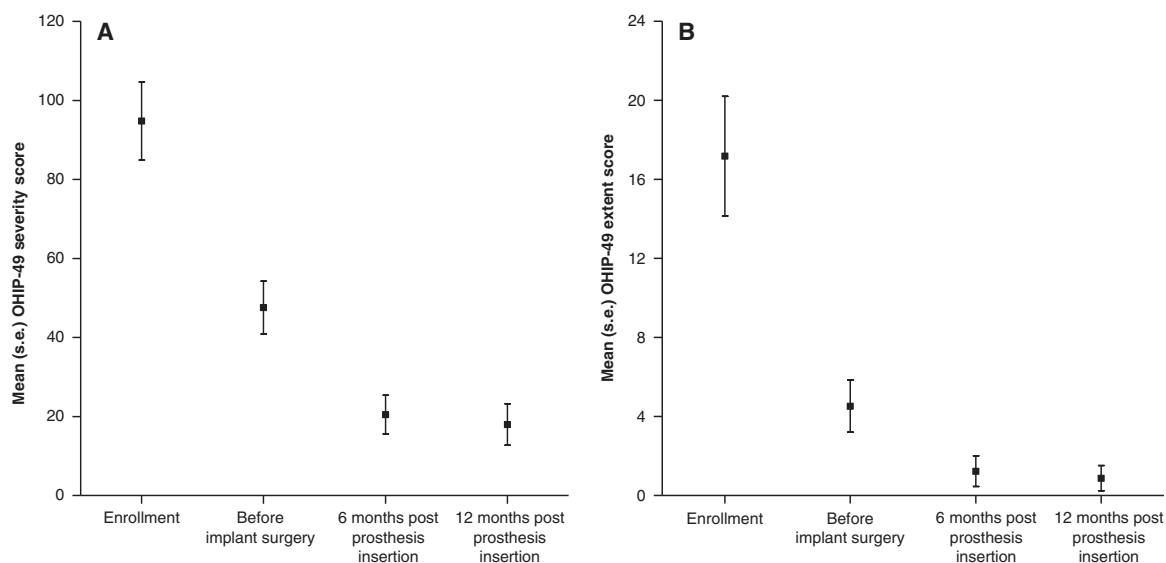 A
Mean (s.e.) OHIP-49 severity score
120
100
80
60
40
20
0
Enrollment
Before
implant surgery
6 months post
prosthesis
insertion
12 months post
prosthesis
insertion
B
Mean (s.e.) OHIP-49 extent score
24
20
16
12
8
4
0
Enrollment
Before
implant surgery
6 months post
prosthesis
insertion
12 months post
prosthesis
insertion